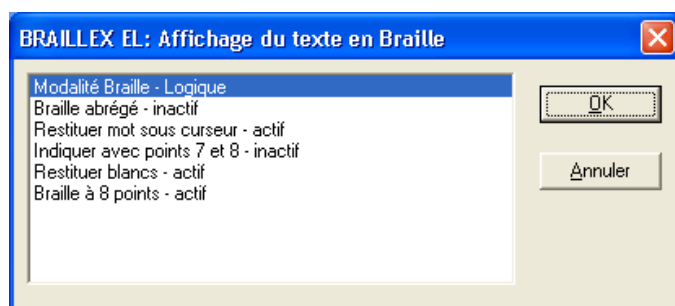 BRAILLEX EL: Affichage du texte en Braille
Modalité Braille - Logique
Braille abrégé - inactif
Restituer mot sous curseur - actif
Indiquer avec points 7 et 8 - inactif
Restituer blancs - actif
Braille à 8 points - actif
OK
Annuler